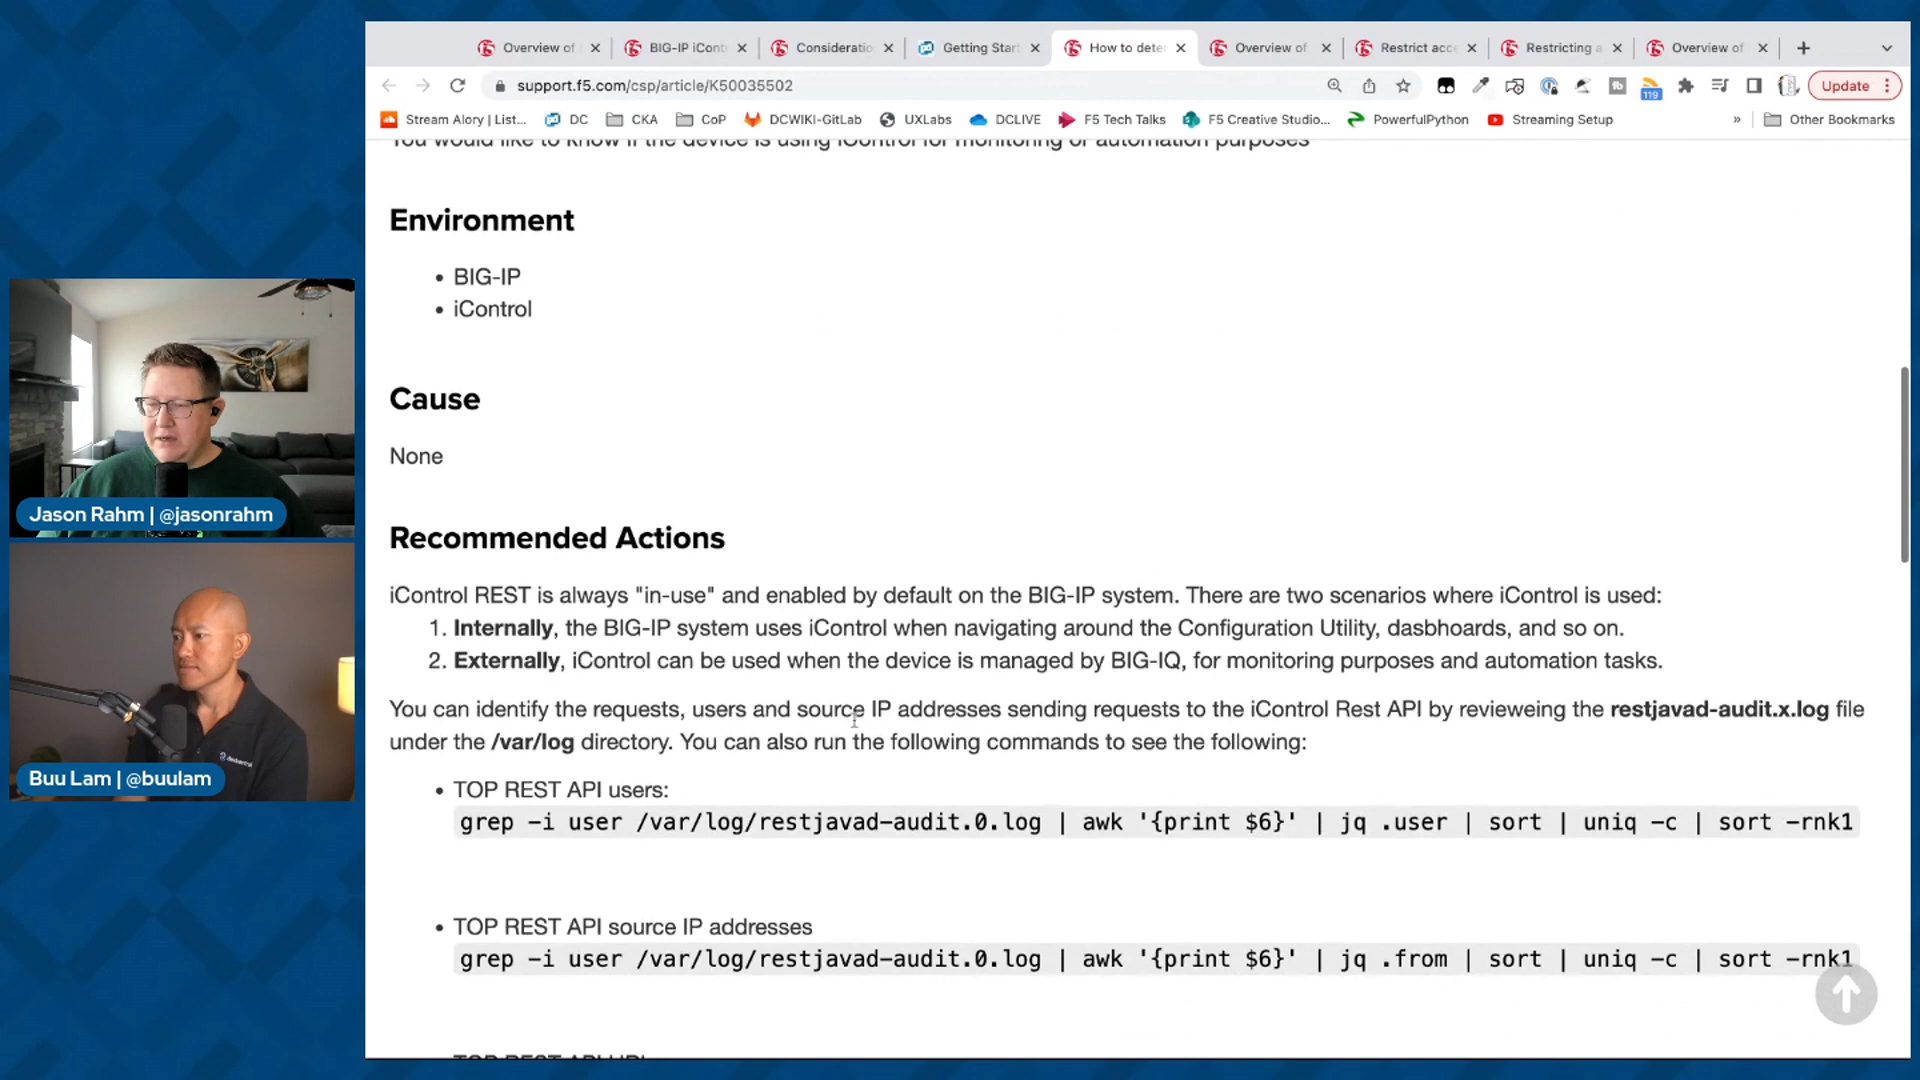 Overview of
BIG-IP iCont
Consideratio
Getting Star
How to dete
Overview of
Restrict acc
Restricting a
Overview of
support.f5.com/csp/article/K50035502
119
Update
Stream Alory | List...
DC
CKA
CoP
DCWIKI-GitLab
UXLabs
DCLIVE
F5 Tech Talks
F5 Creative Studio...
PowerfulPython
Streaming Setup
»
Other Bookmarks
You would like to know if the device is using iControl for monitoring or automation purposes
Environment
• BIG-IP
• iControl
Cause
None
Recommended Actions
iControl REST is always "in-use" and enabled by default on the BIG-IP system. There are two scenarios where iControl is used:
1. Internally, the BIG-IP system uses iControl when navigating around the Configuration Utility, dasbhoards, and so on.
2. Externally, iControl can be used when the device is managed by BIG-IQ, for monitoring purposes and automation tasks.
You can identify the requests, users and source IP addresses sending requests to the iControl Rest API by revieweing the restjavad-audit.x.log file
under the /var/log directory. You can also run the following commands to see the following:
• TOP REST API users:
grep -i user /var/log/restjavad-audit.0.log | awk '{print $6}' | jq .user | sort | uniq -c | sort -rnk1
• TOP REST API source IP addresses
grep -i user /var/log/restjavad-audit.0.log | awk '{print $6}' | jq .from | sort | uniq -c | sort -rnk1
Jason Rahm | @jasonrahm
Buu Lam | @buulam